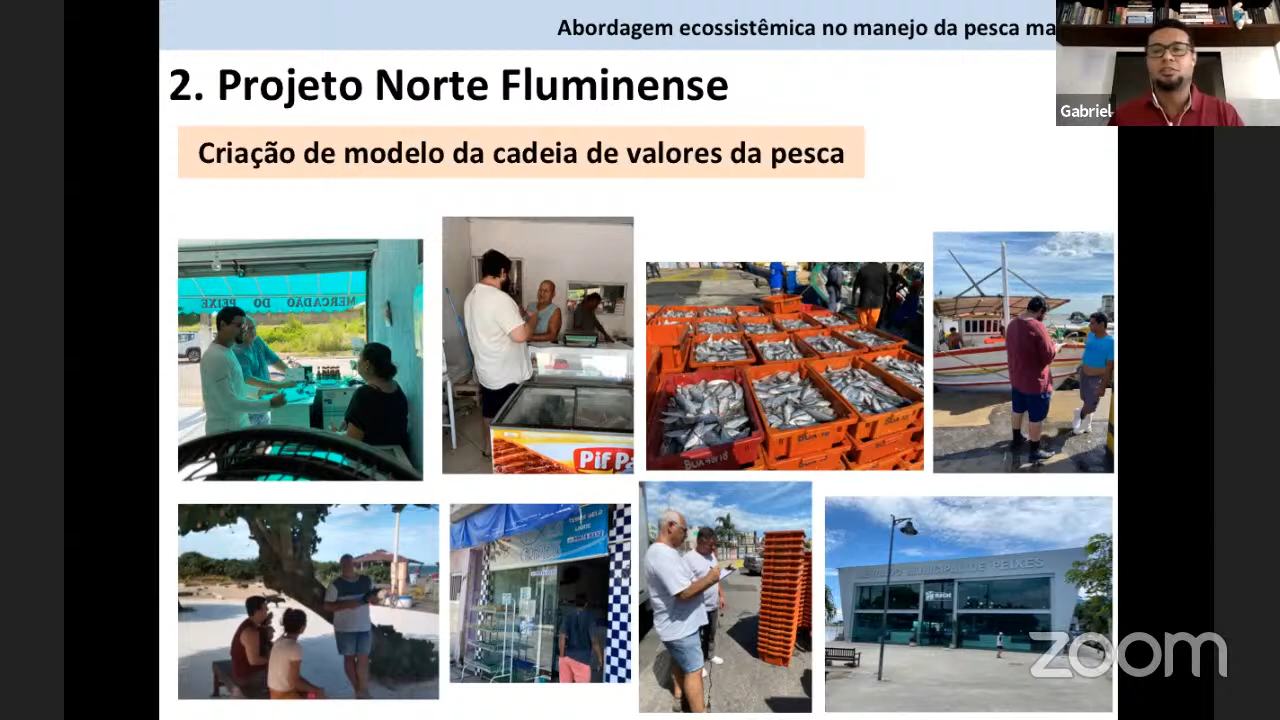 Abordagem ecossistêmica no manejo da pesca ma
Gabriel
2. Projeto Norte Fluminense
Criação de modelo da cadeia de valores da pesca
MERCADÃO DO PEIXE
Pif Pa
MUNICIPAL DE PEIXES
zoom